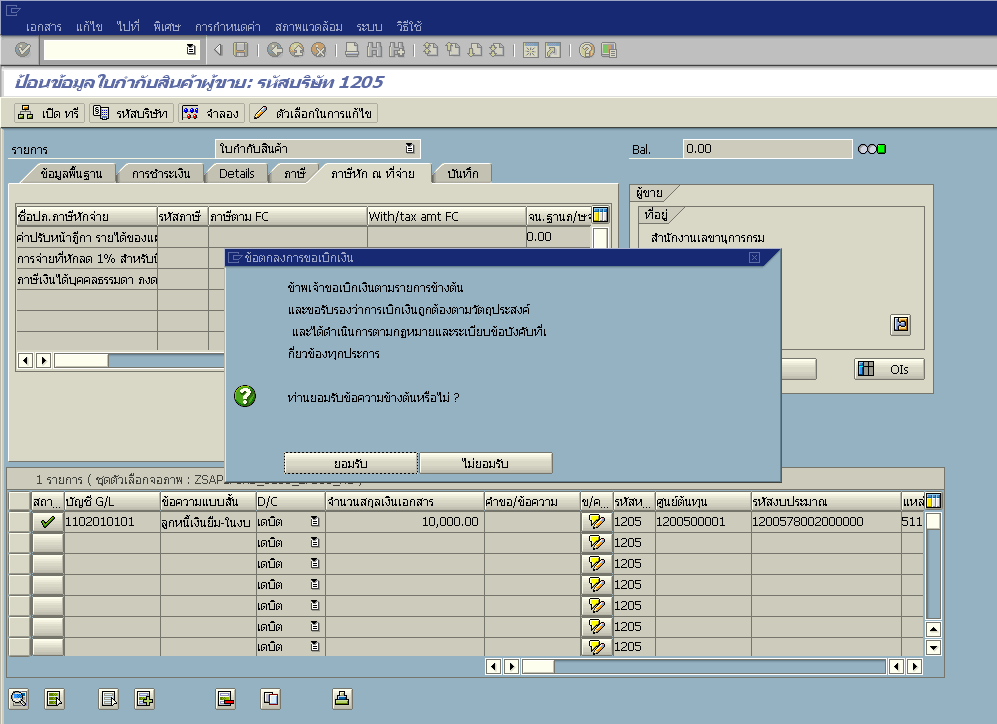 เอกสาร แก้ไข ไปที่ พิเศษ การกำหนดค่า สภาพแวดล้อม ระบบ วิธีใช้
ป้อนข้อมูลใบกำกับสินค้าผู้ขาย: รหัสบริษัท 1205
เปิด ทรี รหัสบริษัท จำลอง ตัวเลือกในการแก้ไข
รายการ ใบกำกับสินค้า Bal. 0.00
ข้อมูลพื้นฐาน การชำระเงิน Details ภาษี ภาษีหัก ณ ที่จ่าย บันทึก
ผู้ขาย
ที่อยู่
สำนักงานเลขานุการกรม
ชื่อปภ.ภาษีหักจ่าย รหัสภาษี ภาษีตาม FC With/tax amt FC จน.ฐานภ/ษจ
ค่าปรับหน้าฎีกา รายได้ของแผ 0.00
การจ่ายที่หักลด 1% สำหรับนิ
ภาษีเงินได้บุคคลธรรมดา ภงด
ข้อตกลงการขอเบิกเงิน
ข้าพเจ้าขอเบิกเงินตามรายการข้างต้น
และขอรับรองว่าการเบิกเงินถูกต้องตามวัตถุประสงค์
และได้ดำเนินการตามกฎหมายและระเบียบข้อบังคับที่เ
กี่ยวข้องทุกประการ
ท่านยอมรับข้อความข้างต้นหรือไม่ ?
ยอมรับ ไม่ยอมรับ
OIs
1 รายการ ( ชุดตัวเลือกจอภาพ :
สถา... บัญชี G/L ข้อความแบบสั้น D/C จำนวนสกุลเงินเอกสาร คำขอ/ข้อความ ข/ค... รหัสห... ศูนย์ต้นทุน รหัสงบประมาณ แหล่
1102010101 ลูกหนี้เงินยืม-ในงบ เดบิต 10,000.00 1205 1200500001 1200578002000000 511
เดบิต 1205
เดบิต 1205
เดบิต 1205
เดบิต 1205
เดบิต 1205
เดบิต 1205